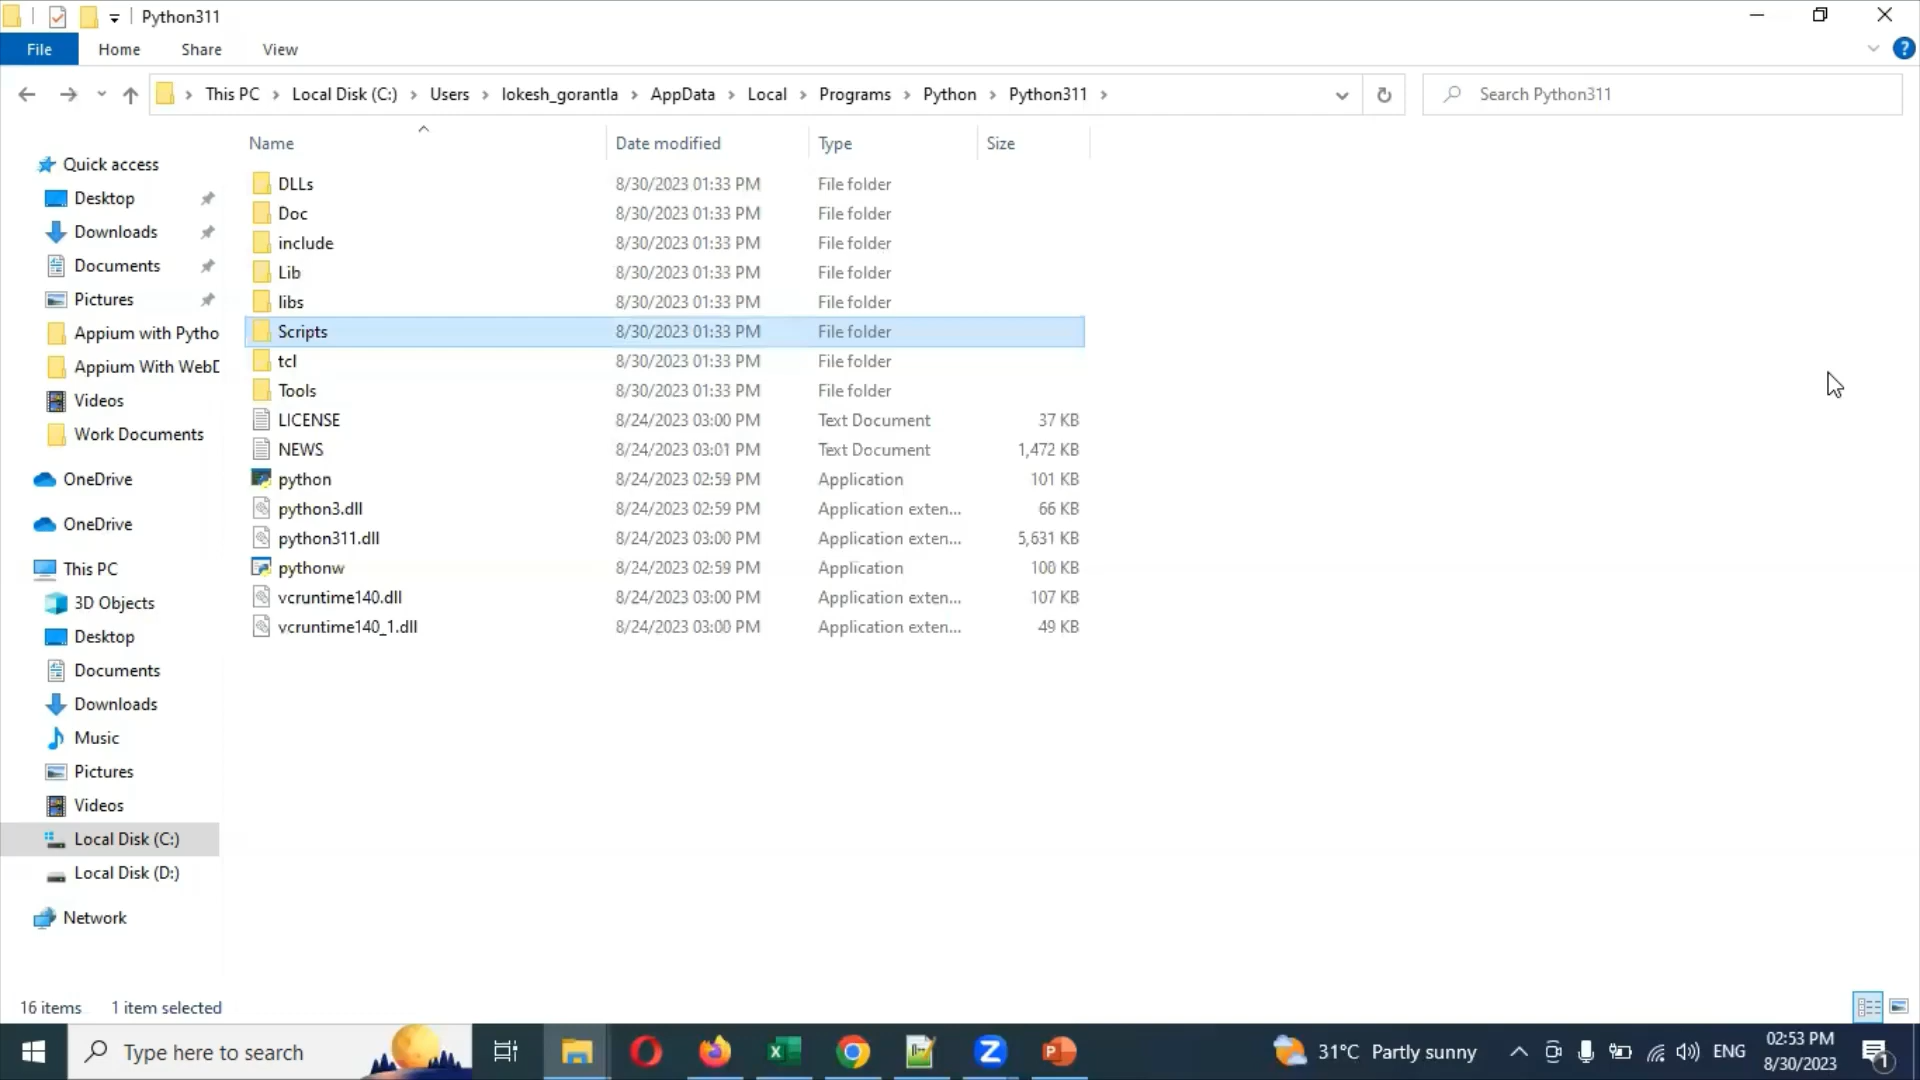 Python311
File Home Share View
This PC Local Disk (C:) Users lokesh_gorantla AppData Local Programs Python Python311 Search Python311
Name Date modified Type Size
Quick access
Desktop
Downloads
Documents
Pictures
Appium with Pytho
Appium With WebD
Videos
Work Documents
OneDrive
OneDrive
This PC
3D Objects
Desktop
Documents
Downloads
Music
Pictures
Videos
Local Disk (C:)
Local Disk (D:)
Network
DLLs 8/30/2023 01:33 PM File folder
Doc 8/30/2023 01:33 PM File folder
include 8/30/2023 01:33 PM File folder
Lib 8/30/2023 01:33 PM File folder
libs 8/30/2023 01:33 PM File folder
Scripts 8/30/2023 01:33 PM File folder
tcl 8/30/2023 01:33 PM File folder
Tools 8/30/2023 01:33 PM File folder
LICENSE 8/24/2023 03:00 PM Text Document 37 KB
NEWS 8/24/2023 03:01 PM Text Document 1,472 KB
python 8/24/2023 02:59 PM Application 101 KB
python3.dll 8/24/2023 02:59 PM Application exten... 66 KB
python311.dll 8/24/2023 03:00 PM Application exten... 5,631 KB
pythonw 8/24/2023 02:59 PM Application 100 KB
vcruntime140.dll 8/24/2023 03:00 PM Application exten... 107 KB
vcruntime140_1.dll 8/24/2023 03:00 PM Application exten... 49 KB
16 items 1 item selected
Type here to search
31°C Partly sunny
ENG
02:53 PM
8/30/2023
1